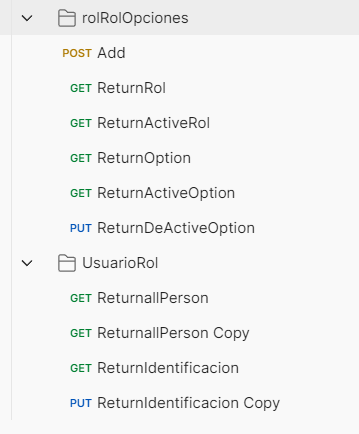 rolRolOpciones
POST Add
GET ReturnRol
GET ReturnActiveRol
GET ReturnOption
GET ReturnActiveOption
PUT ReturnDeActiveOption
UsuarioRol
GET ReturnallPerson
GET ReturnallPerson Copy
GET ReturnIdentificacion
PUT ReturnIdentificacion Copy